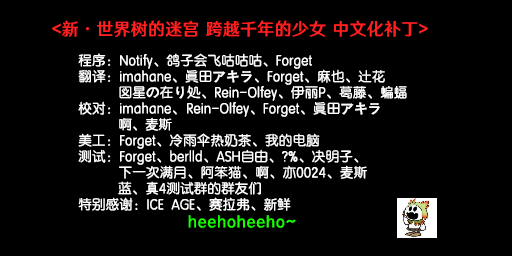 <新·世界树的迷宫 跨越千年的少女 中文化补丁>
程序：Notify、鸽子会飞咕咕咕、Forget
翻译：imahane、眞田アキラ、Forget、麻也、辻花
図星の在り処、Rein-Olfey、伊丽P、葛藤、蝙蝠
校对：imahane、Rein-Olfey、Forget、眞田アキラ
啊、麦斯
美工：Forget、冷雨伞热奶茶、我的电脑
测试：Forget、berlld、ASH自由、?%、决明子、
下一次满月、阿笨猫、啊、亦0024、麦斯
蓝、真4测试群的群友们
特别感谢：ICE AGE、赛拉弗、新鲜
heehoheeho~